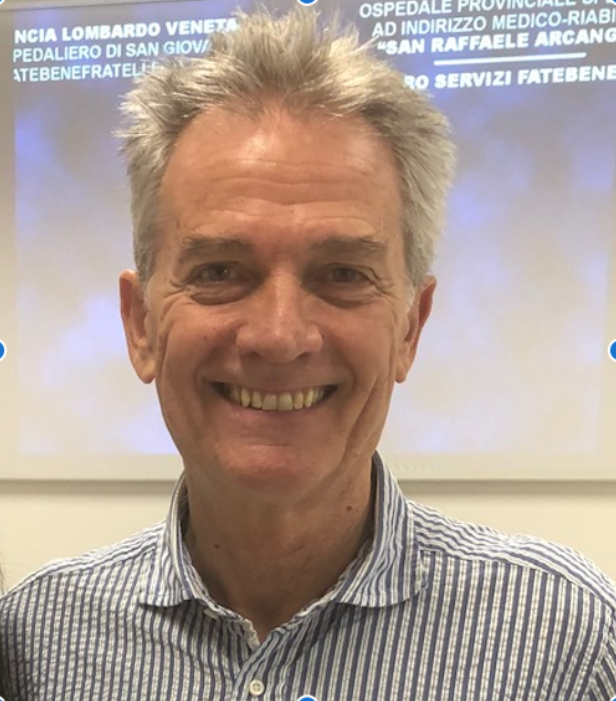 NCIA LOMBARDO VENETA
PEDALIERO DI SAN GIOVA
ATEBENEFRATELLI
OSPEDALE PROVINCIALE
AD INDIRIZZO MEDICO-RIABI
"SAN RAFFAELE ARCANG
RO SERVIZI FATEBENE